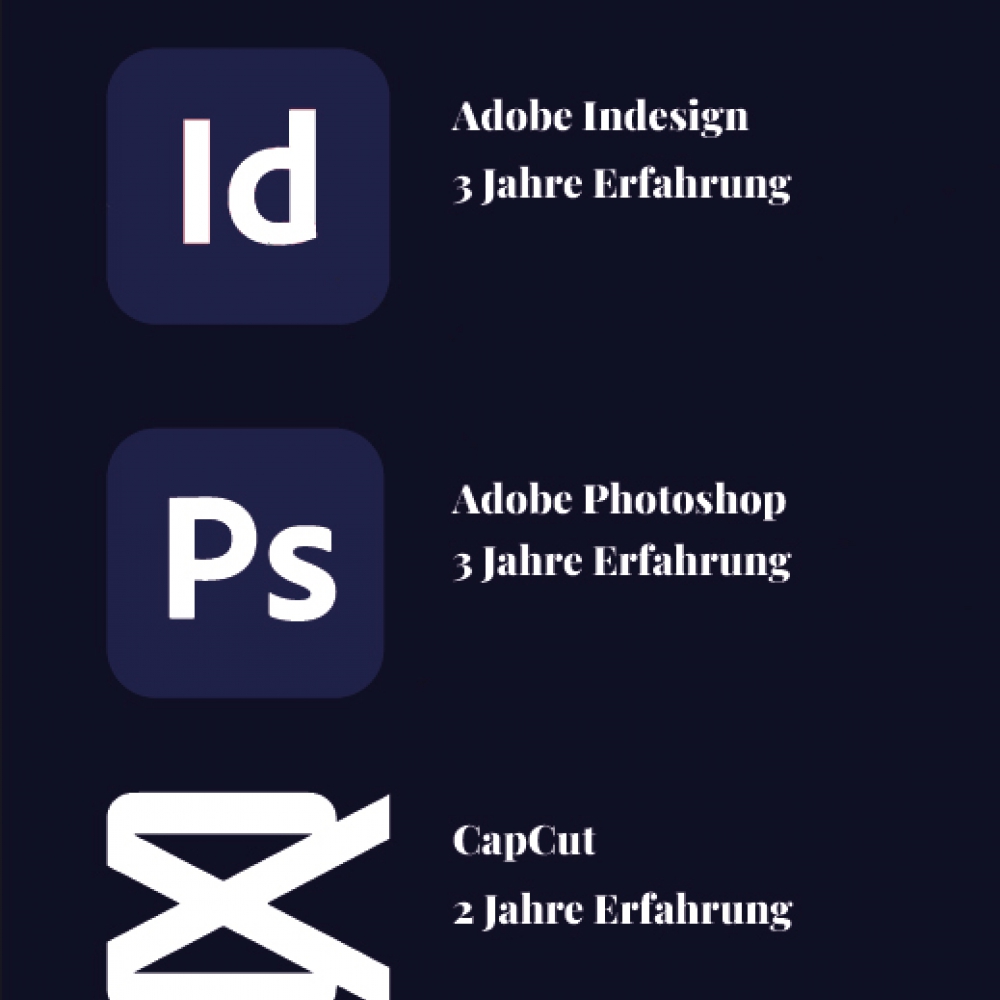 Id
Adobe Indesign
3 Jahre Erfahrung
Ps
Adobe Photoshop
3 Jahre Erfahrung
CapCut
2 Jahre Erfahrung